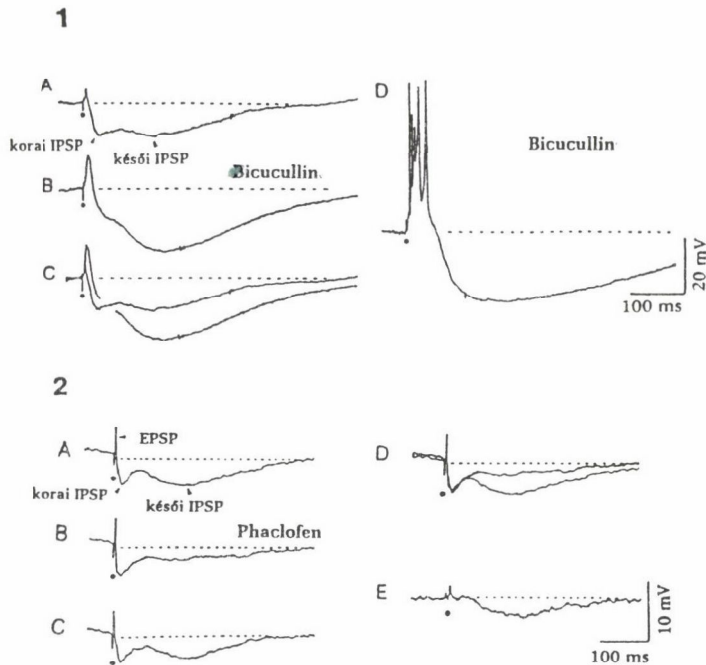 1
A
korai IPSP
késői IPSP
Bicucullin
B
C
D
Bicucullin
20 mV
100 ms
2
A
EPSP
korai IPSP
késői IPSP
B
Phaclofen
C
D
E
10 mV
100 ms